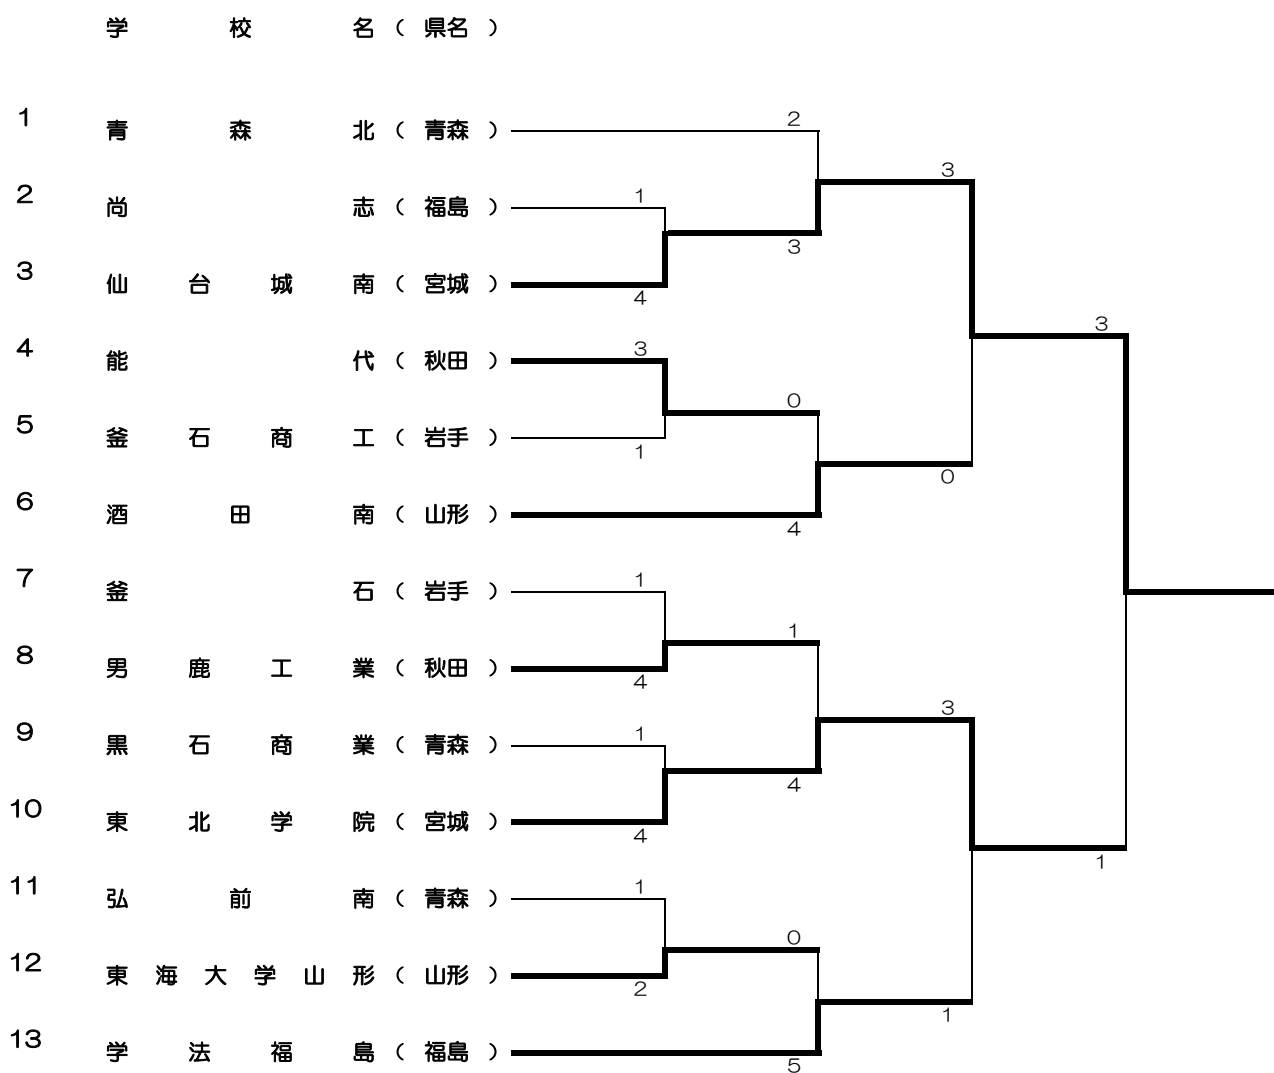 学校名(県名)
1 青森北(青森) 2
3
2 尚志(福島) 1
3
3 仙台城南(宮城) 4
3
4 能代(秋田) 3
0
5 釜石商工(岩手) 1
0
6 酒田南(山形) 4
7 釜石(岩手) 1
1
8 男鹿工業(秋田) 4
3
9 黒石商業(青森) 1
4
10 東北学院(宮城) 4
1
11 弘前南(青森) 1
0
12 東海大学山形(山形) 2
1
13 学法福島(福島) 5